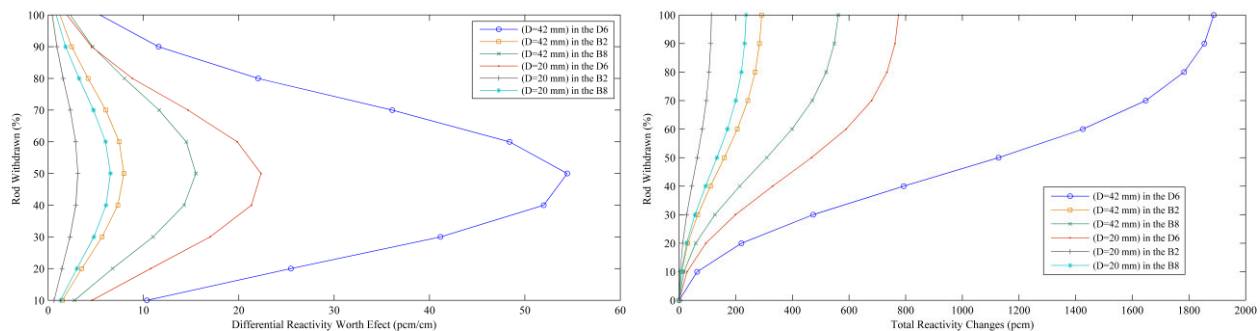 Rod Withdrawn (%)
100
90
80
70
60
50
40
30
20
10
0
10
20
30
40
50
60
Differential Reactivity Worth Efect (pcm/cm)
(D=42 mm) in the D6
(D=42 mm) in the B2
(D=42 mm) in the B8
(D=20 mm) in the D6
(D=20 mm) in the B2
(D=20 mm) in the B8
Rod Withdrawn (%)
100
90
80
70
60
50
40
30
20
10
0
0
200
400
600
800
1000
1200
1400
1600
1800
2000
Total Reactivity Changes (pcm)
(D=42 mm) in the D6
(D=42 mm) in the B2
(D=42 mm) in the B8
(D=20 mm) in the D6
(D=20 mm) in the B2
(D=20 mm) in the B8